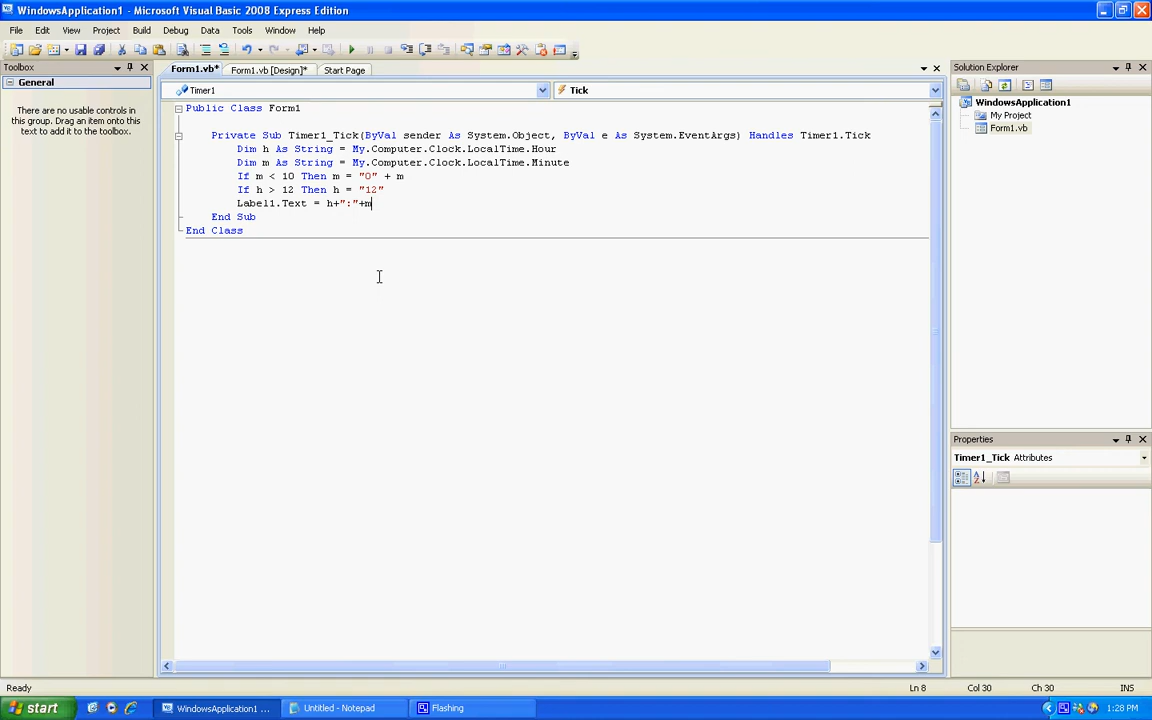 WindowsApplication1 - Microsoft Visual Basic 2008 Express Edition
File Edit View Project Build Debug Data Tools Window Help
Toolbox
General
There are no usable controls in
this group. Drag an item onto this
text to add it to the toolbox.
Form1.vb* Form1.vb [Design]* Start Page
Timer1 Tick
Public Class Form1
Private Sub Timer1_Tick(ByVal sender As System.Object, ByVal e As System.EventArgs) Handles Timer1.Tick
Dim h As String = My.Computer.Clock.LocalTime.Hour
Dim m As String = My.Computer.Clock.LocalTime.Minute
If m < 10 Then m = "0" + m
If h > 12 Then h = "12"
Label1.Text = h+":"+m
End Sub
End Class
Solution Explorer
WindowsApplication1
My Project
Form1.vb
Properties
Timer1_Tick Attributes
Ready Ln 8 Col 30 Ch 30 INS
start WindowsApplication1 ... Untitled - Notepad Flashing 1:28 PM